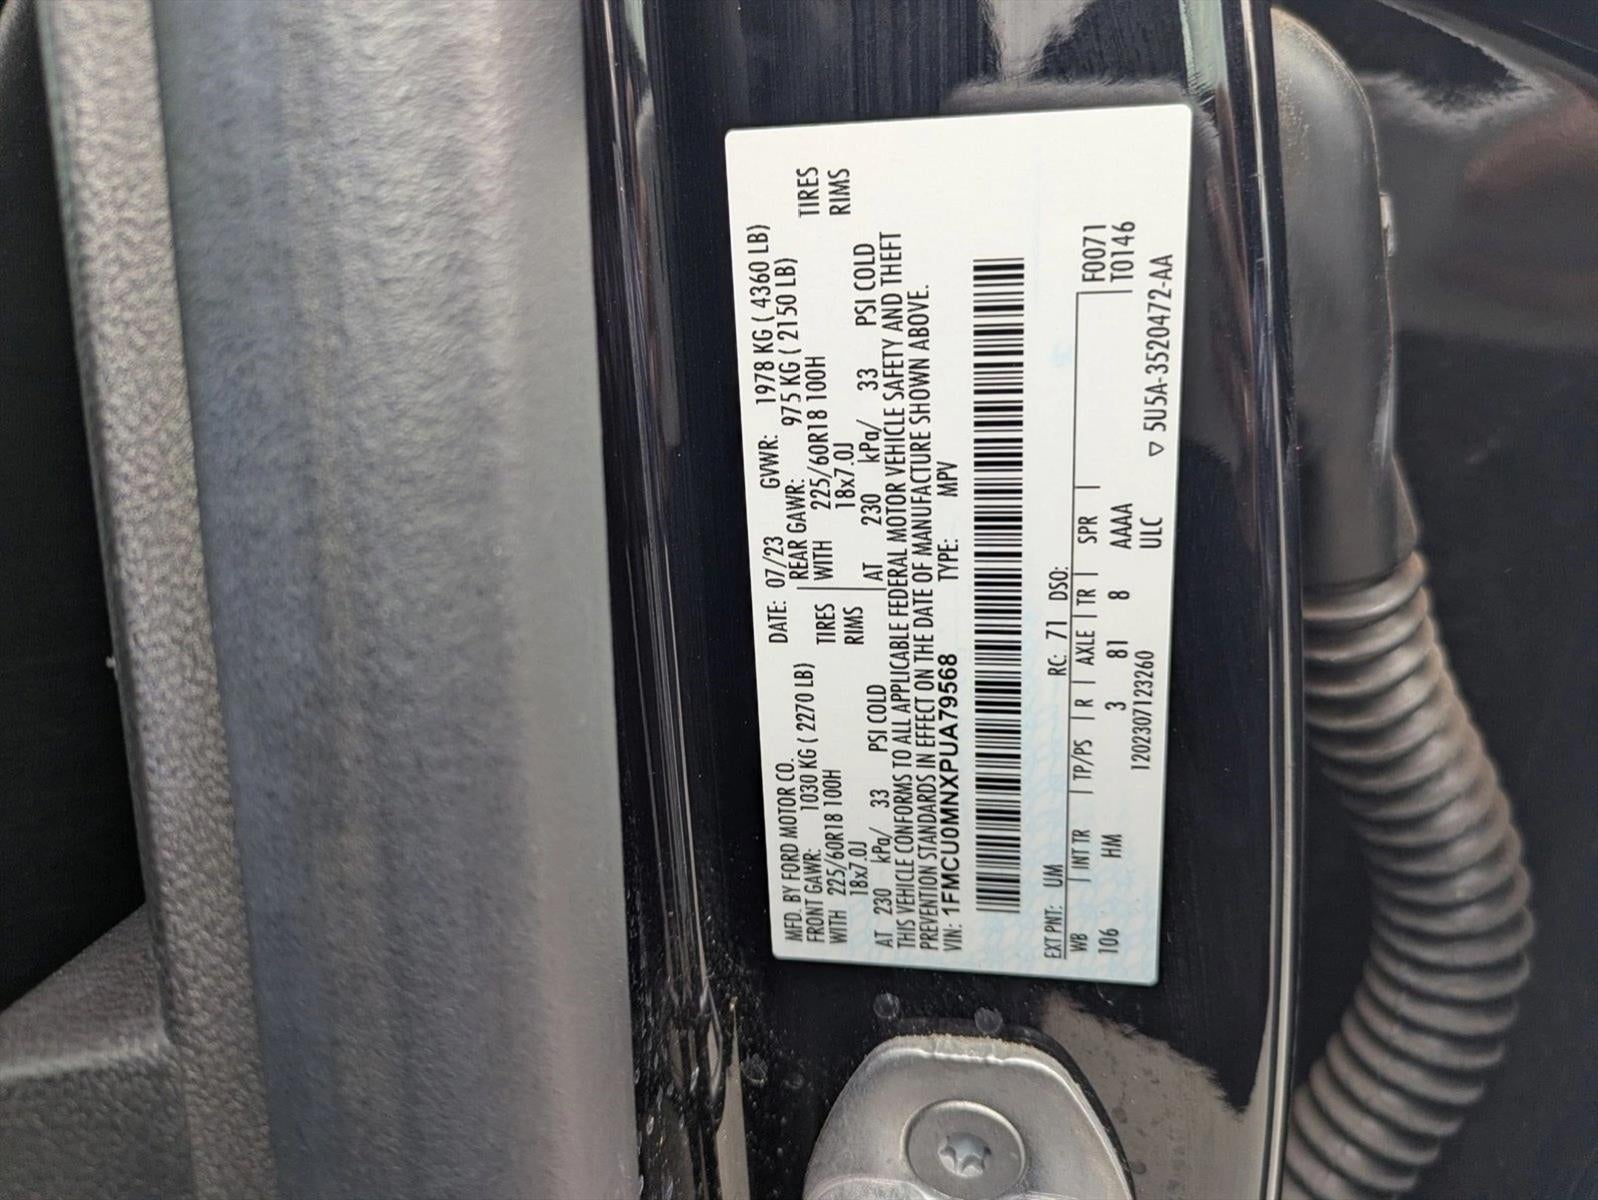 MFD. BY FORD MOTOR CO. DATE: 07/23 GVWR: 1978 KG ( 4360 LB)
FRONT GAWR: 1030 KG ( 2270 LB) REAR GAWR: 975 KG ( 2150 LB)
WITH 225/60R18 100H TIRES WITH 225/60R18 100H TIRES
18x7.0J RIMS 18x7.0J RIMS
AT 230 kPa/ 33 PSI COLD AT 230 kPa/ 33 PSI COLD
THIS VEHICLE CONFORMS TO ALL APPLICABLE FEDERAL MOTOR VEHICLE SAFETY AND THEFT
PREVENTION STANDARDS IN EFFECT ON THE DATE OF MANUFACTURE SHOWN ABOVE.
VIN: 1FMCU0MNXPUA79568 TYPE: MPV
EXT PNT: UM RC: 71 DSO:
WB INT TR TP/PS R AXLE TR SPR F0071
106 HM 3 81 8 AAAA T0146
1202307123260 ULC
▽ 5U5A-3520472-AA